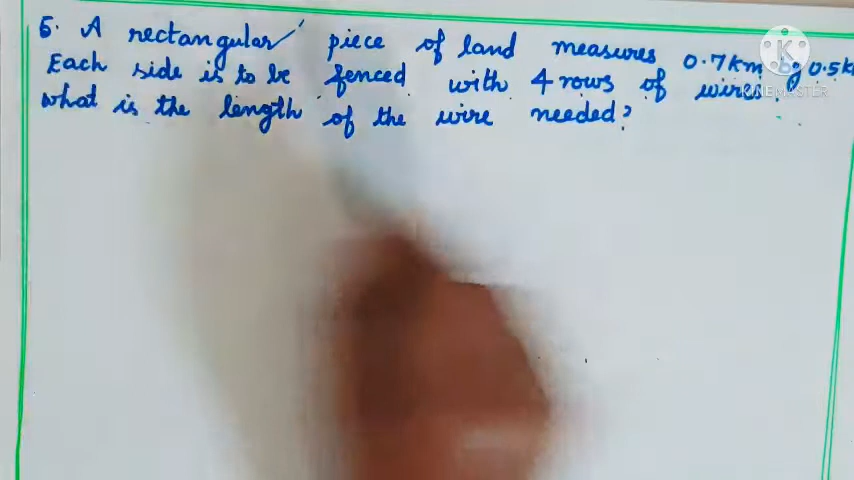 5. A rectangular piece of land measures 0.7km by 0.5k
Each side is to be fenced with 4 rows of wires.
what is the length of the wire needed?
K
KINEMASTER